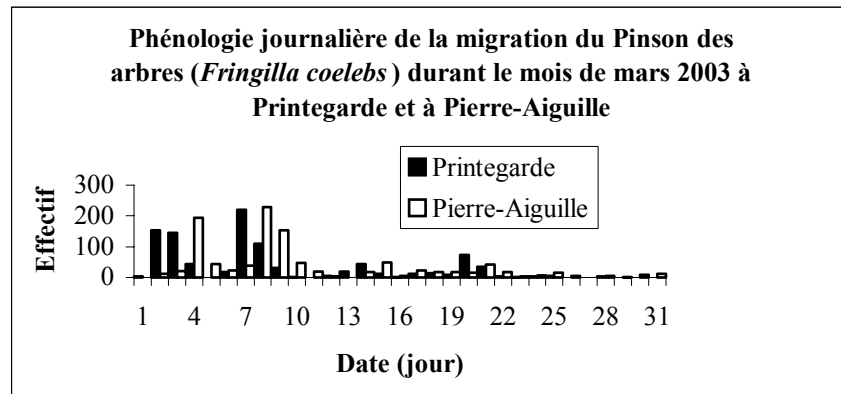 Phénologie journalière de la migration du Pinson des
arbres (Fringilla coelebs ) durant le mois de mars 2003 à
Printegarde et à Pierre-Aiguille
Printegarde
Pierre-Aiguille
Effectif
300
200
100
0
1 4 7 10 13 16 19 22 25 28 31
Date (jour)